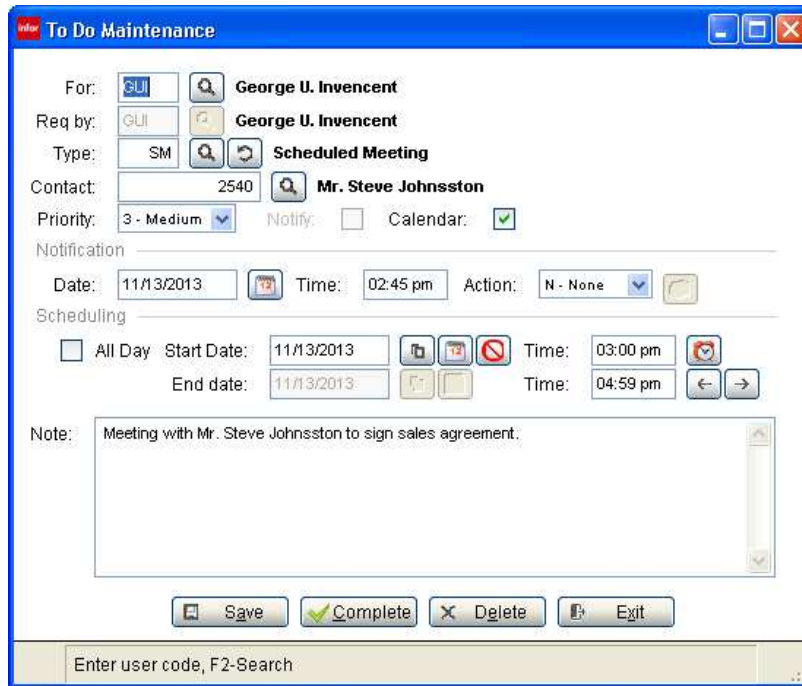 infor To Do Maintenance
For: GUI George U. Invencent
Req by: GUI George U. Invencent
Type: SM Scheduled Meeting
Contact: 2540 Mr. Steve Johnsston
Priority: 3 - Medium Notify: Calendar:
Notification
Date: 11/13/2013 12 Time: 02:45 pm Action: N - None
Scheduling
All Day Start Date: 11/13/2013 12 Time: 03:00 pm
End date: 11/13/2013 Time: 04:59 pm
Note: Meeting with Mr. Steve Johnsston to sign sales agreement.
Save Complete Delete Exit
Enter user code, F2-Search